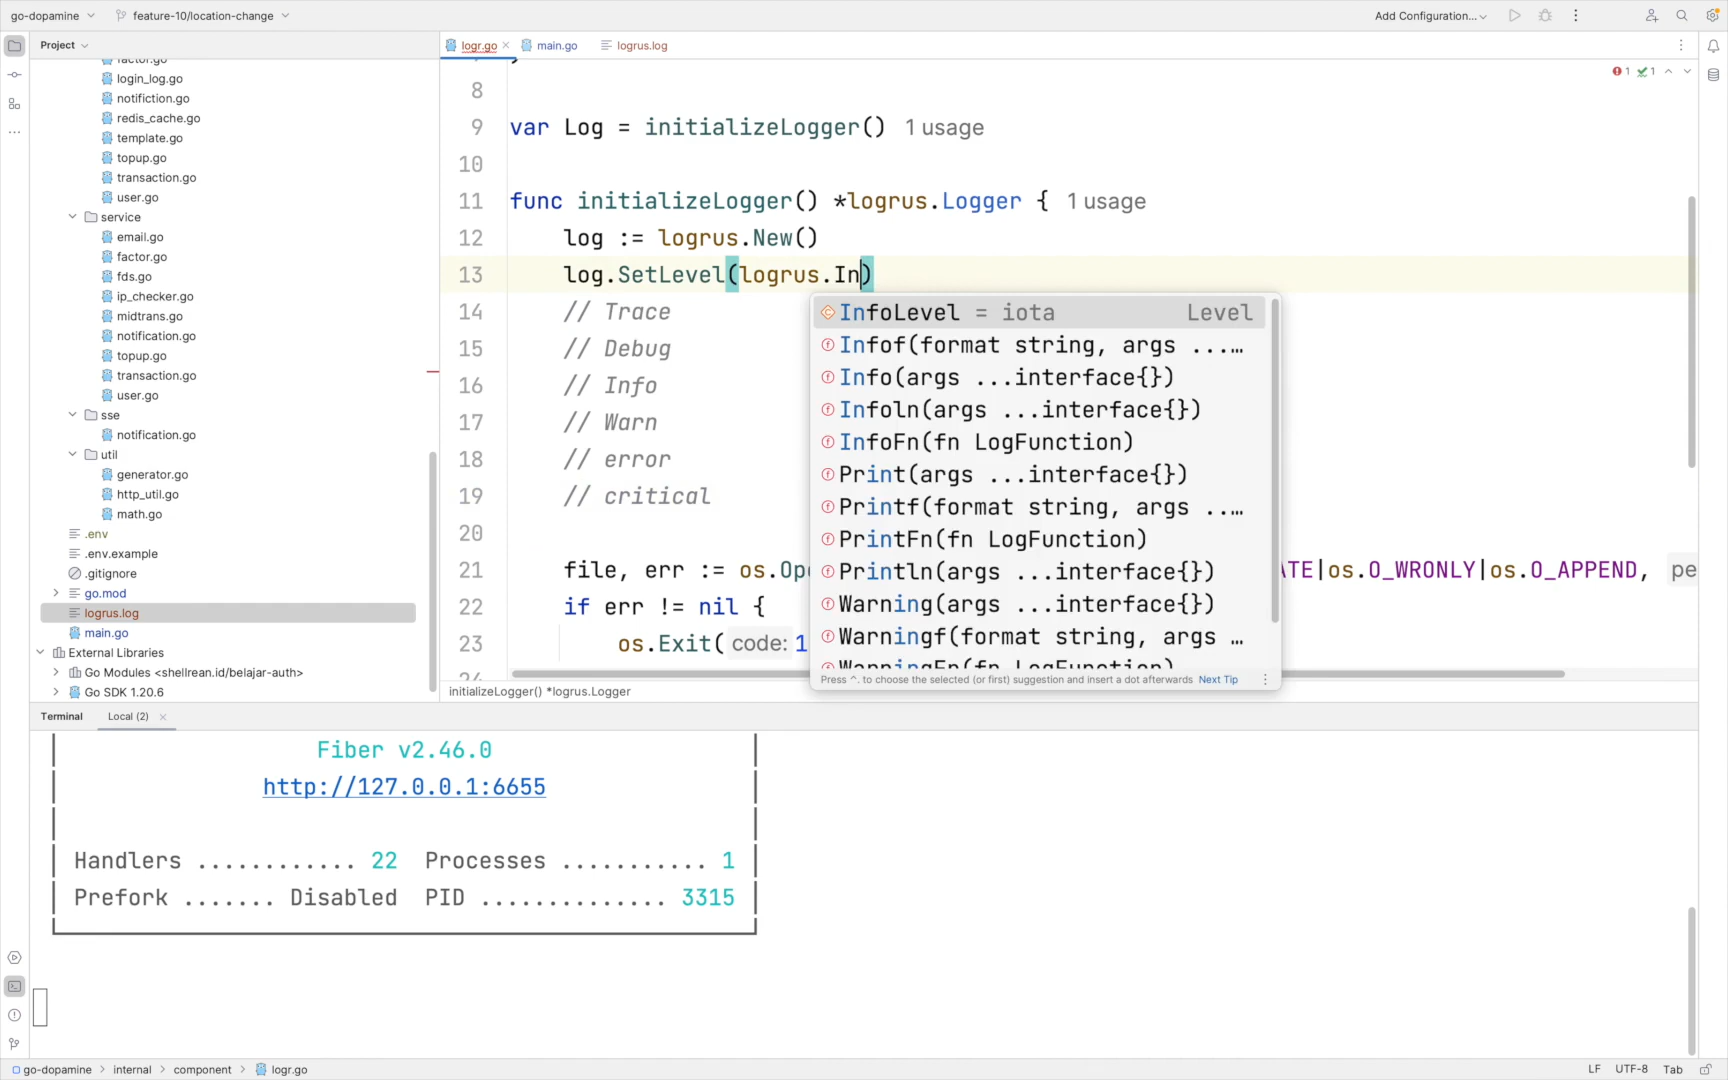 go-dopamine
feature-10/location-change
Add Configuration...
Project
logr.go
main.go
logrus.log
factor.go
login_log.go
notifiction.go
redis_cache.go
template.go
topup.go
transaction.go
user.go
service
email.go
factor.go
fds.go
ip_checker.go
midtrans.go
notification.go
topup.go
transaction.go
user.go
sse
notification.go
util
generator.go
http_util.go
math.go
.env
.env.example
.gitignore
go.mod
logrus.log
main.go
External Libraries
Go Modules <shellrean.id/belajar-auth>
Go SDK 1.20.6
1 1
8
9 var Log = initializeLogger() 1 usage
10
11 func initializeLogger() *logrus.Logger { 1 usage
12 log := logrus.New()
13 log.SetLevel(logrus.In)
14 // Trace
15 // Debug
16 // Info
17 // Warn
18 // error
19 // critical
20
21 file, err := os.Ope ATE|os.O_WRONLY|os.O_APPEND, pe
22 if err != nil {
23 os.Exit( code: 1
24
InfoLevel = iota Level
Infof(format string, args ...…
Info(args ...interface{})
Infoln(args ...interface{})
InfoFn(fn LogFunction)
Print(args ...interface{})
Printf(format string, args ..…
PrintFn(fn LogFunction)
Println(args ...interface{})
Warning(args ...interface{})
Warningf(format string, args …
WarningFn(fn LogFunction)
Press ^. to choose the selected (or first) suggestion and insert a dot afterwards Next Tip
initializeLogger() *logrus.Logger
Terminal
Local (2)
Fiber v2.46.0
http://127.0.0.1:6655
Handlers ............ 22 Processes ........... 1
Prefork ....... Disabled PID .............. 3315
go-dopamine > internal > component > logr.go
LF UTF-8 Tab